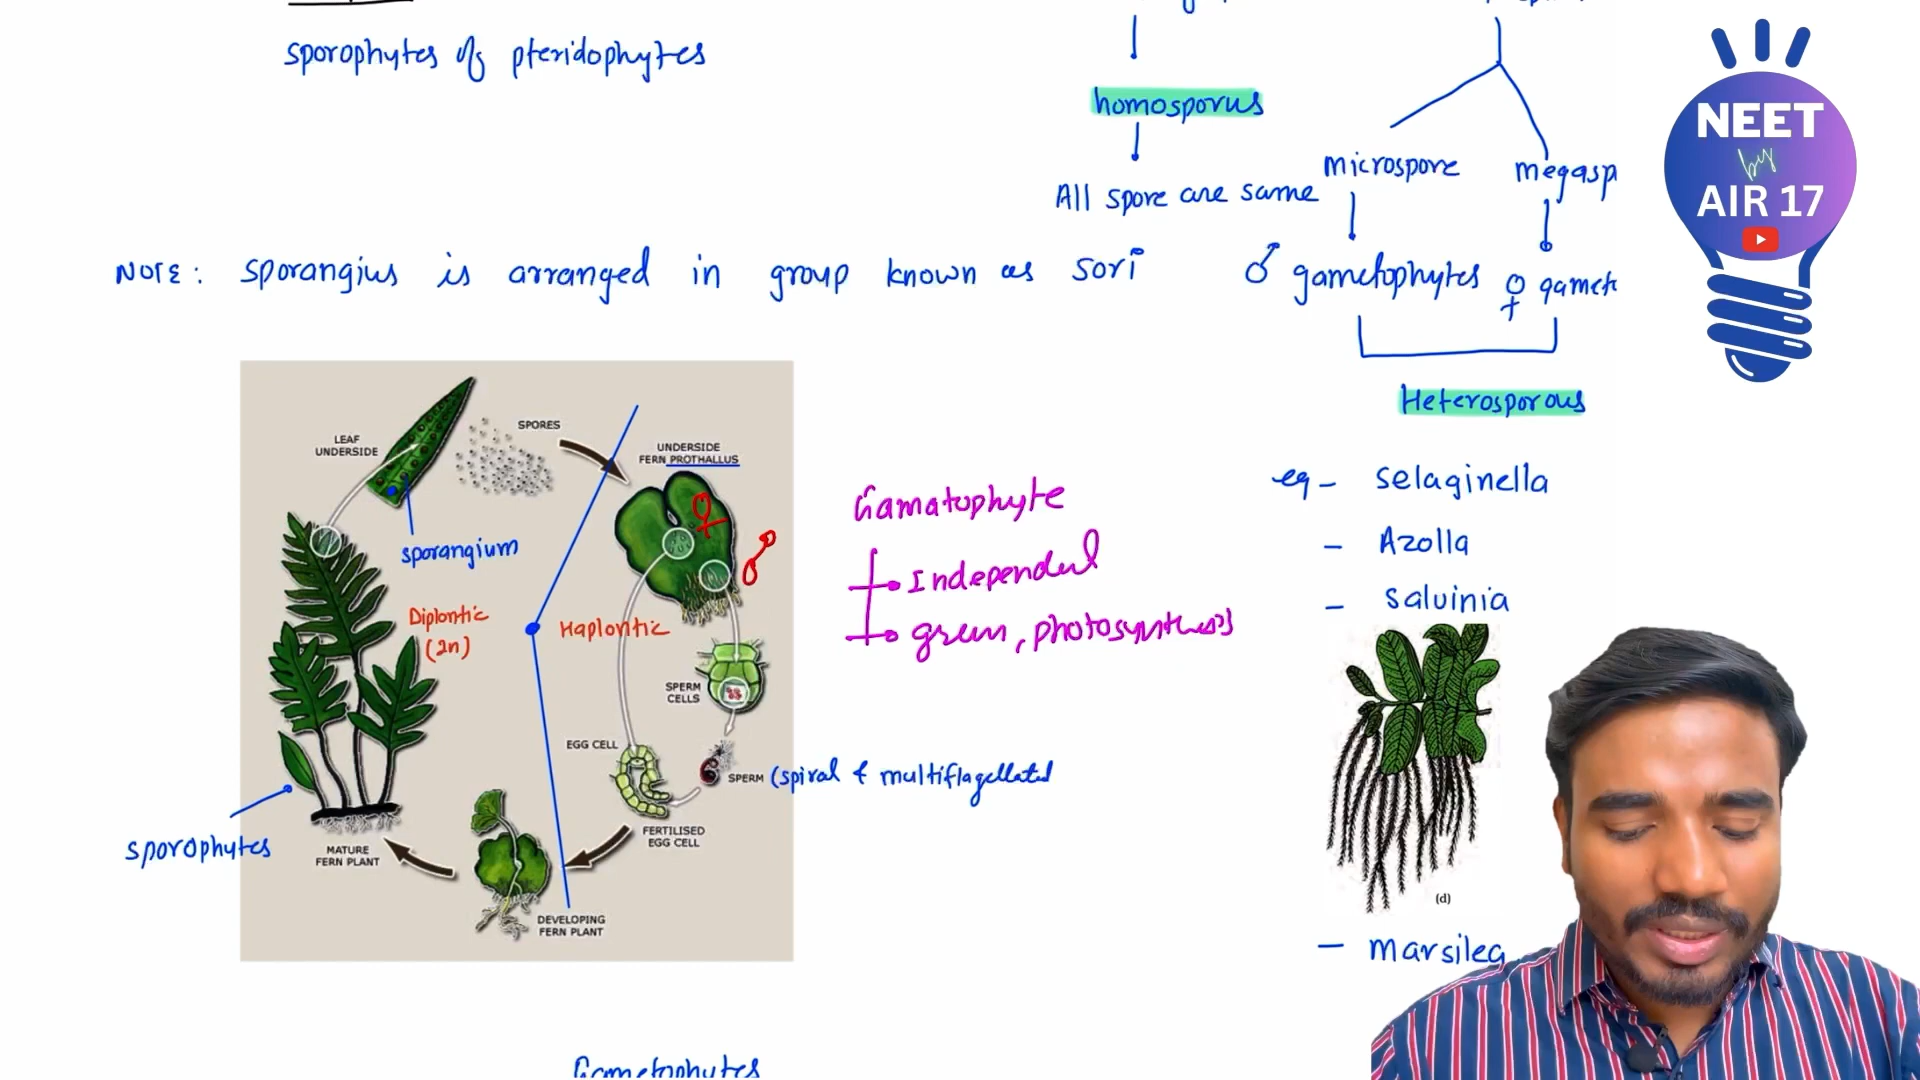 sporophytes of pteridophytes
homosporus
All spore are same
microspore
megasp
♂ gametophytes
♀ gamet
Heterosporous
NOTE: sporangius is arranged in group known as sori
eg - Selaginella
- Azolla
- Salvinia
(d)
- marsilea
LEAF
UNDERSIDE
SPORES
UNDERSIDE
FERN PROTHALLUS
♀
♂
sporangium
Diplontic
(2n)
Haplontic
SPERM
CELLS
EGG CELL
SPERM (spiral & multiflagellated
FERTILISED
EGG CELL
sporophytes
MATURE
FERN PLANT
DEVELOPING
FERN PLANT
Gamatophyte
Independent
green, photosynthesis
Gametophytes
NEET
by
AIR 17